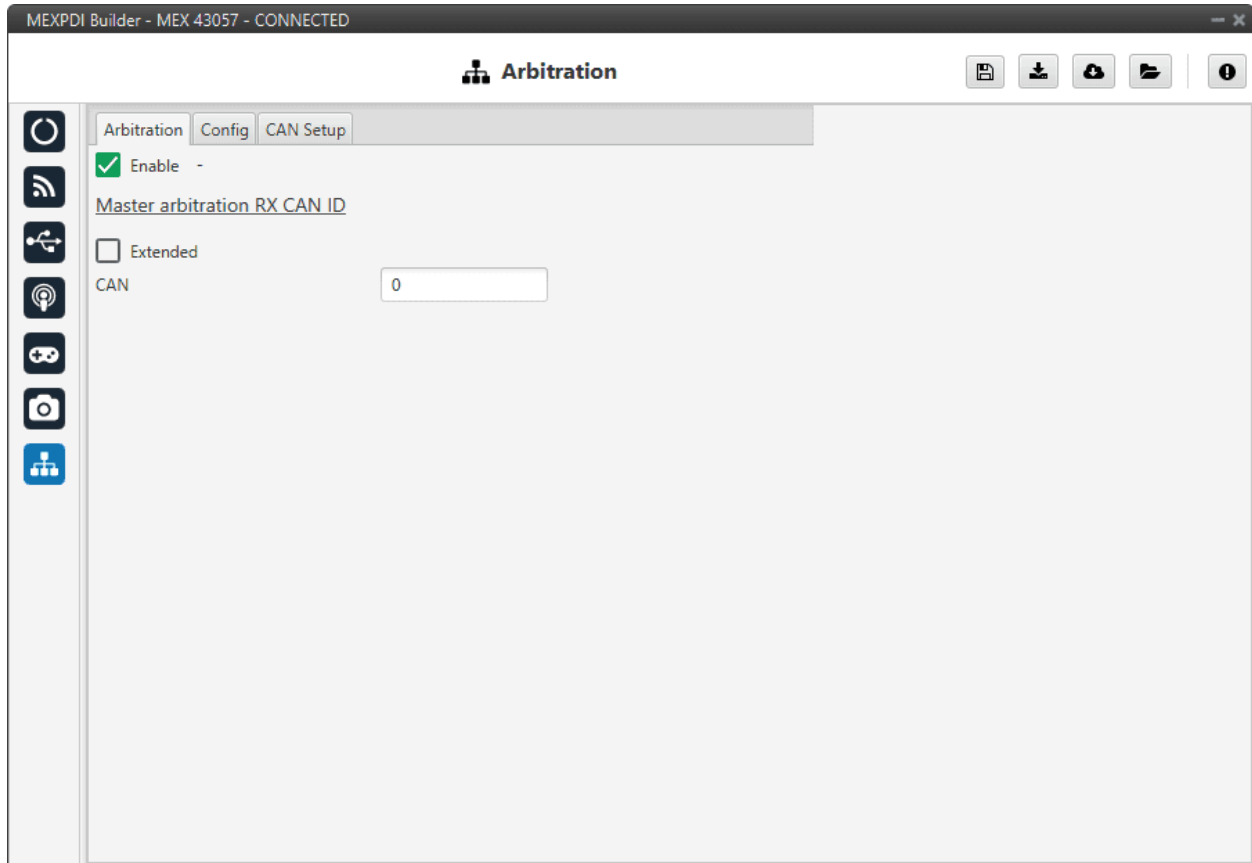 MEXPDI Builder - MEX 43057 - CONNECTED
Arbitration
Arbitration Config CAN Setup
Enable -
Master arbitration RX CAN ID
Extended
CAN 0